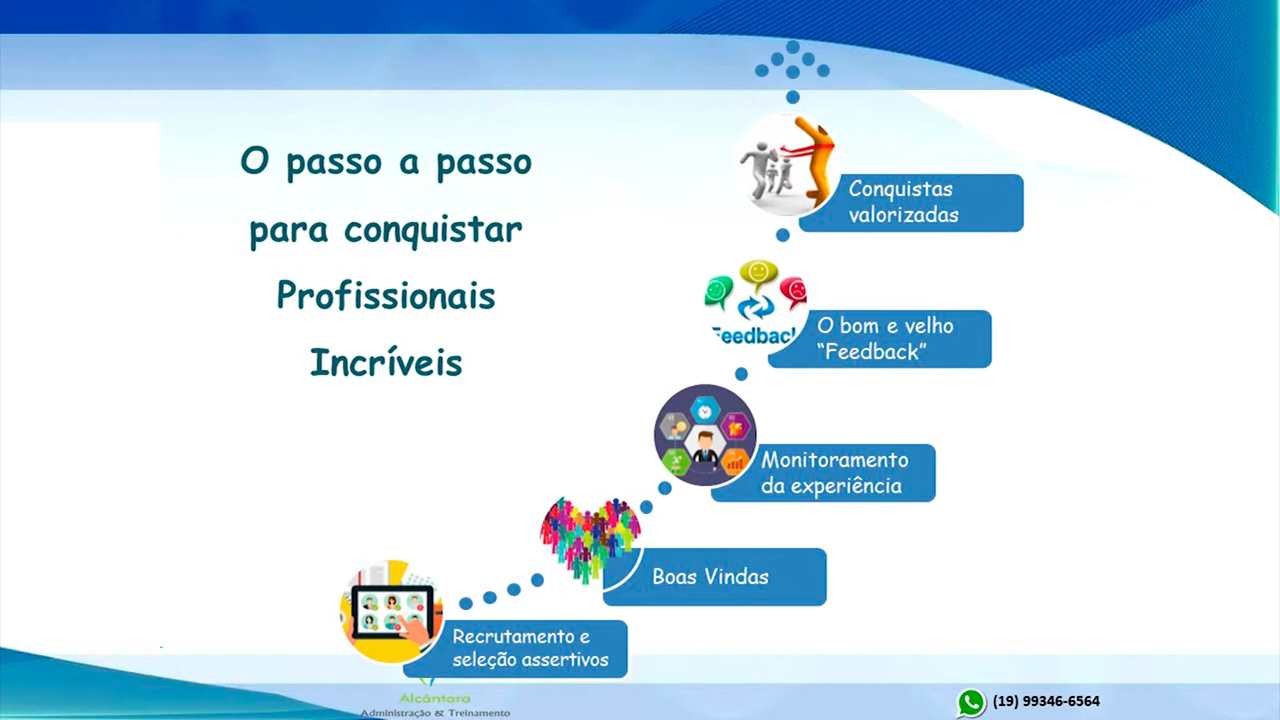 O passo a passo
para conquistar
Profissionais
Incríveis
Conquistas
valorizadas
Feedback
O bom e velho
“Feedback”
Monitoramento
da experiência
Boas Vindas
Recrutamento e
seleção assertivos
Alcântara
Administração & Treinamento
(19) 99346-6564